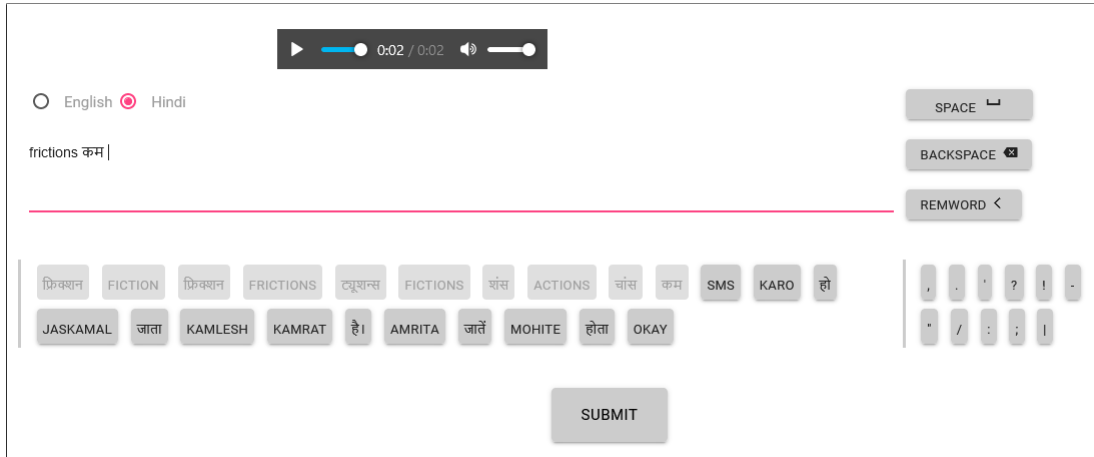 0:02 / 0:02
English Hindi
SPACE
frictions कम
BACKSPACE
REMWORD
फ्रिक्शन FICTION फ्रिक्शन FRICTIONS ट्यूशन्स FICTIONS शंस ACTIONS चांस कम SMS KARO हो , . ' ? ! -
JASKAMAL जाता KAMLESH KAMRAT है। AMRITA जातें MOHITE होता OKAY " / : ; |
SUBMIT